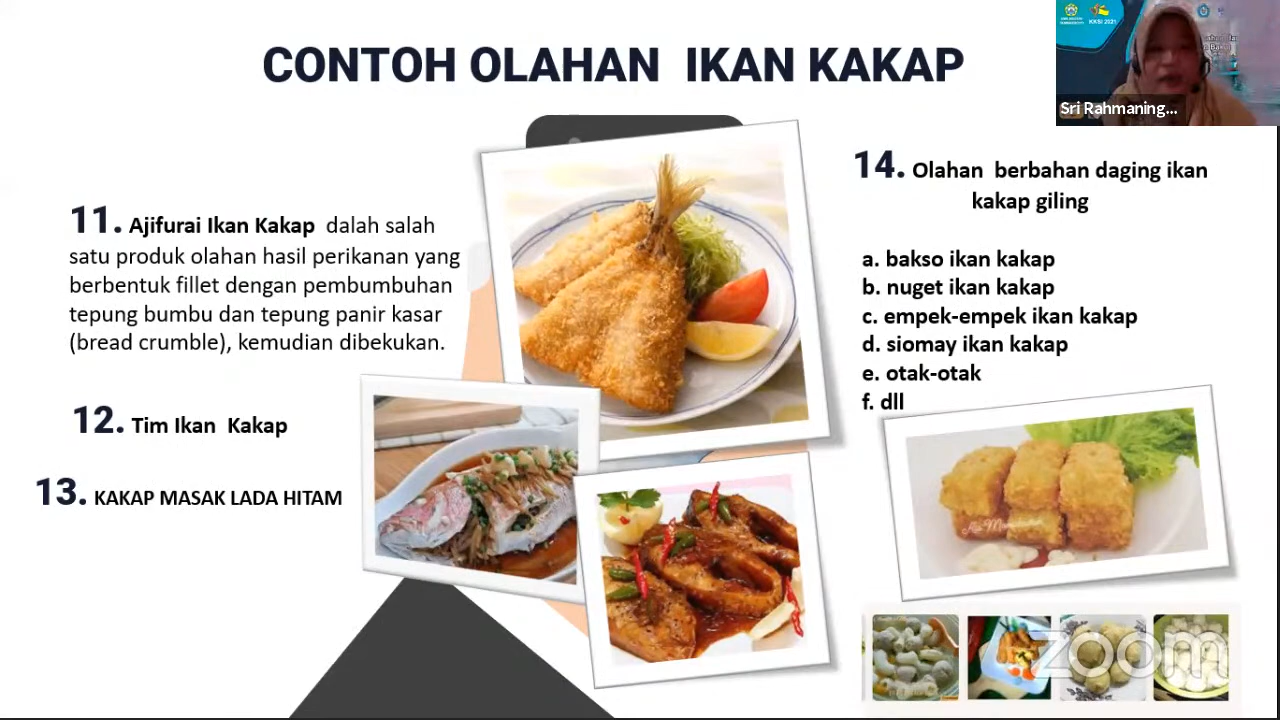 CONTOH OLAHAN IKAN KAKAP
KKSI 2021
Sri Rahmaning...
11. Ajifurai Ikan Kakap dalah salah
satu produk olahan hasil perikanan yang
berbentuk fillet dengan pembumbuhan
tepung bumbu dan tepung panir kasar
(bread crumble), kemudian dibekukan.
12. Tim Ikan Kakap
13. KAKAP MASAK LADA HITAM
14. Olahan berbahan daging ikan
kakap giling
a. bakso ikan kakap
b. nuget ikan kakap
c. empek-empek ikan kakap
d. siomay ikan kakap
e. otak-otak
f. dll
zoom